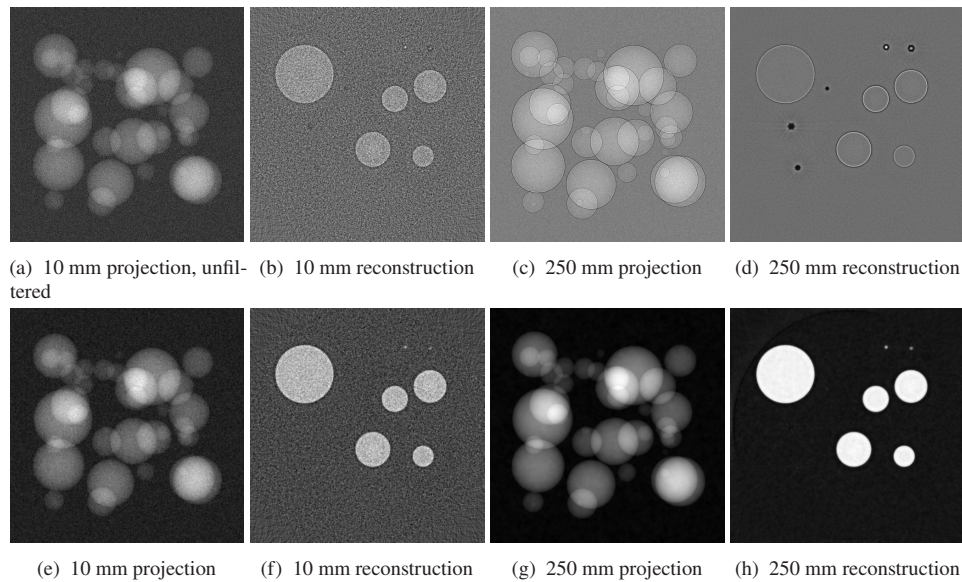 (a) 10 mm projection, unfil-
tered
(b) 10 mm reconstruction
(c) 250 mm projection
(d) 250 mm reconstruction
(e) 10 mm projection
(f) 10 mm reconstruction
(g) 250 mm projection
(h) 250 mm reconstruction